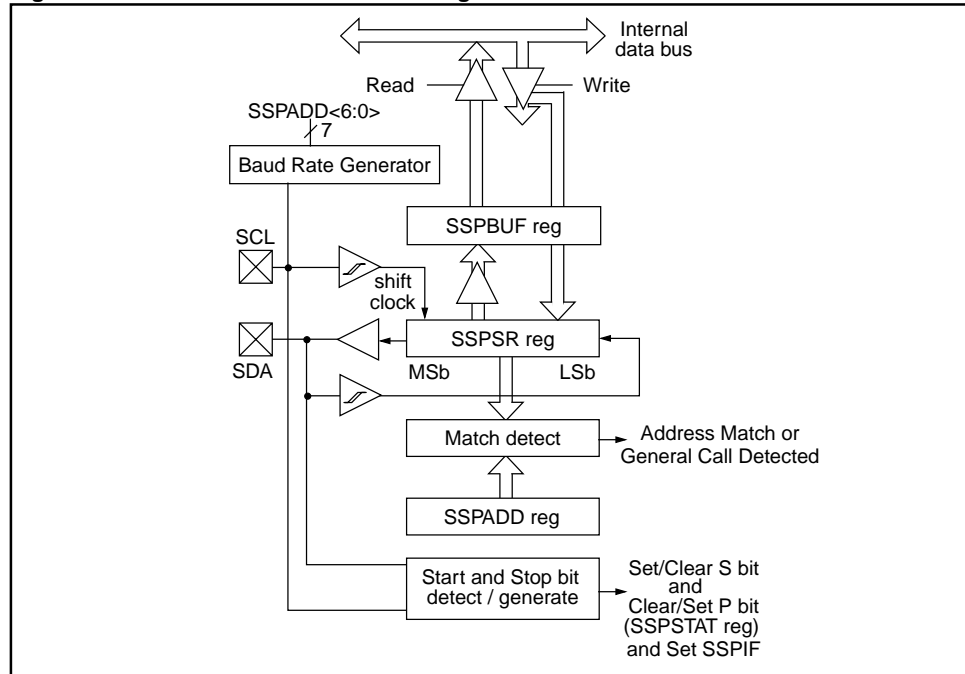 Internal
data bus
Read
Write
SSPADD<6:0>
7
Baud Rate Generator
SSPBUF reg
SCL
shift
clock
SSPSR reg
SDA
MSb
LSb
Match detect
Address Match or
General Call Detected
SSPADD reg
Start and Stop bit
detect / generate
Set/Clear S bit
and
Clear/Set P bit
(SSPSTAT reg)
and Set SSPIF